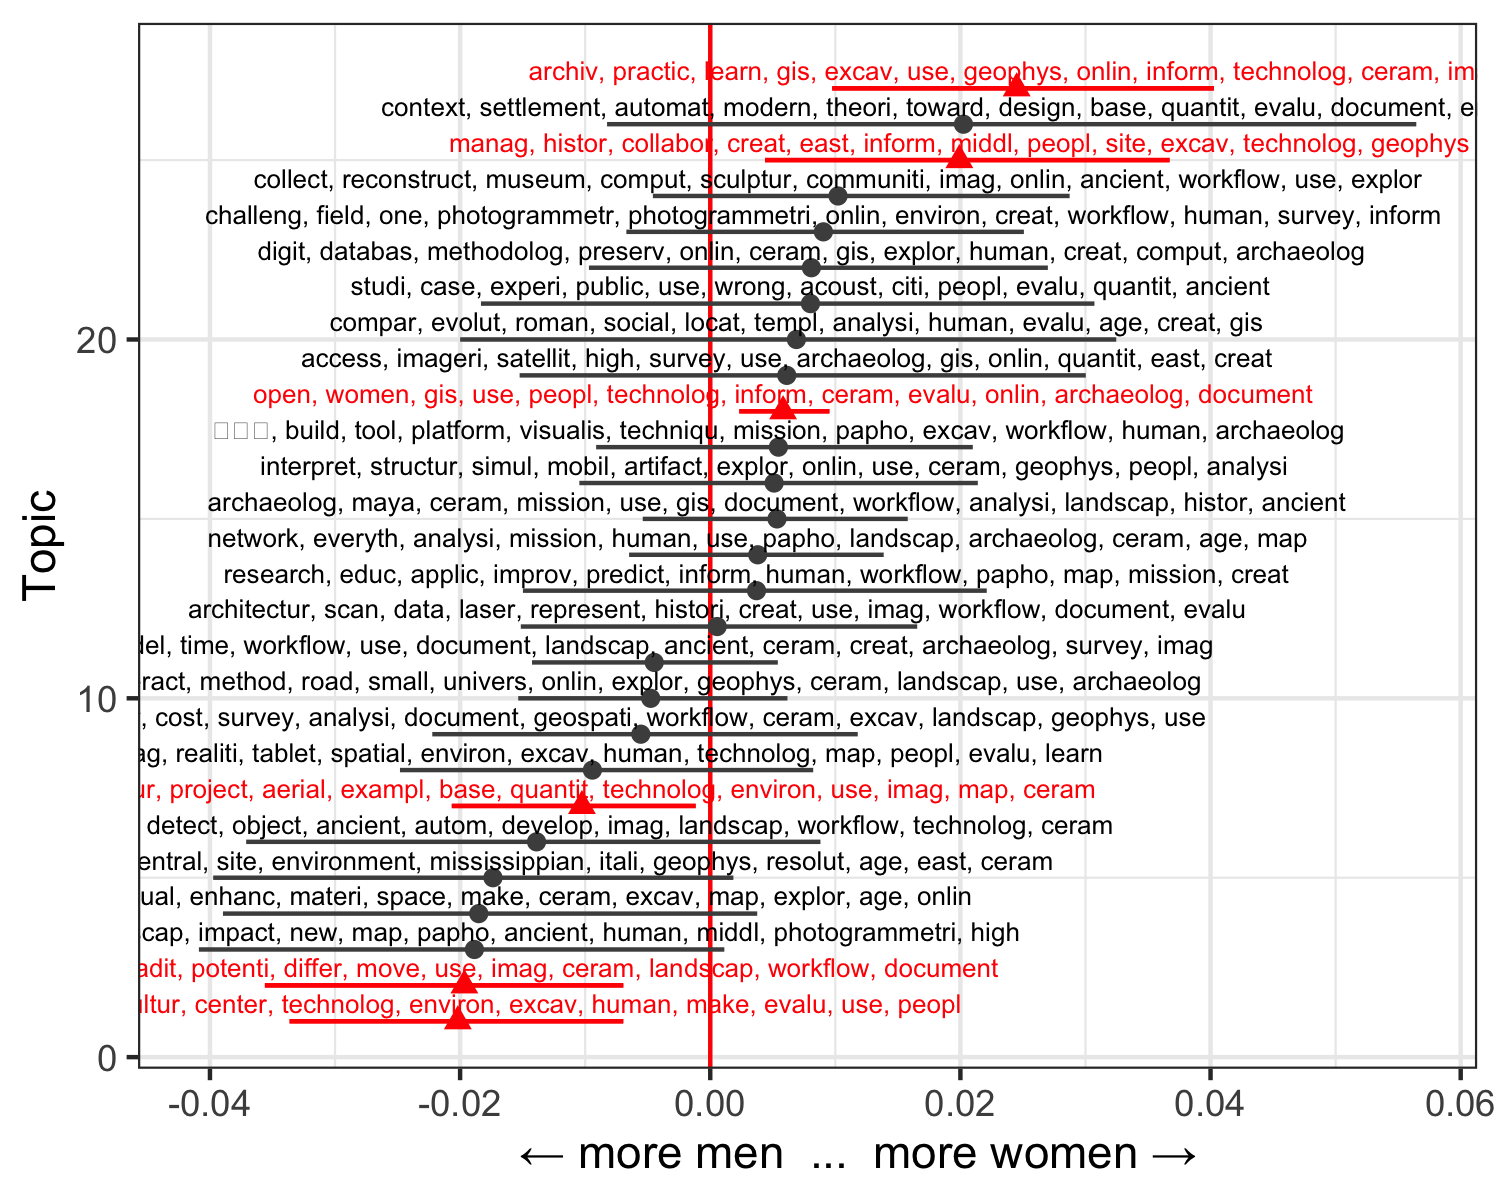 archiv, practic, learn, gis, excav, use, geophys, onlin, inform, technolog, ceram, im
context, settlement, automat, modern, theori, toward, design, base, quantit, evalu, document, e
manag, histor, collabor, creat, east, inform, middl, peopl, site, excav, technolog, geophys
collect, reconstruct, museum, comput, sculptur, communiti, imag, onlin, ancient, workflow, use, explor
challeng, field, one, photogrammetr, photogrammetri, onlin, environ, creat, workflow, human, survey, inform
digit, databas, methodolog, preserv, onlin, ceram, gis, explor, human, creat, comput, archaeolog
studi, case, experi, public, use, wrong, acoust, citi, peopl, evalu, quantit, ancient
compar, evolut, roman, social, locat, templ, analysi, human, evalu, age, creat, gis
20
access, imageri, satellit, high, survey, use, archaeolog, gis, onlin, quantit, east, creat
open, women, gis, use, peopl, technolog, inform, ceram, evalu, onlin, archaeolog, document
□□□, build, tool, platform, visualis, techniqu, mission, papho, excav, workflow, human, archaeolog
interpret, structur, simul, mobil, artifact, explor, onlin, use, ceram, geophys, peopl, analysi
archaeolog, maya, ceram, mission, use, gis, document, workflow, analysi, landscap, histor, ancient
Topic
network, everyth, analysi, mission, human, use, papho, landscap, archaeolog, ceram, age, map
research, educ, applic, improv, predict, inform, human, workflow, papho, map, mission, creat
architectur, scan, data, laser, represent, histori, creat, use, imag, workflow, document, evalu
del, time, workflow, use, document, landscap, ancient, ceram, creat, archaeolog, survey, imag
ract, method, road, small, univers, onlin, explor, geophys, ceram, landscap, use, archaeolog
10
, cost, survey, analysi, document, geospati, workflow, ceram, excav, landscap, geophys, use
ag, realiti, tablet, spatial, environ, excav, human, technolog, map, peopl, evalu, learn
ur, project, aerial, exampl, base, quantit, technolog, environ, use, imag, map, ceram
detect, object, ancient, autom, develop, imag, landscap, workflow, technolog, ceram
entral, site, environment, mississippian, itali, geophys, resolut, age, east, ceram
ual, enhanc, materi, space, make, ceram, excav, map, explor, age, onlin
cap, impact, new, map, papho, ancient, human, middl, photogrammetri, high
adit, potenti, differ, move, use, imag, ceram, landscap, workflow, document
ltur, center, technolog, environ, excav, human, make, evalu, use, peopl
0
-0.04 -0.02 0.00 0.02 0.04 0.06
← more men ... more women →